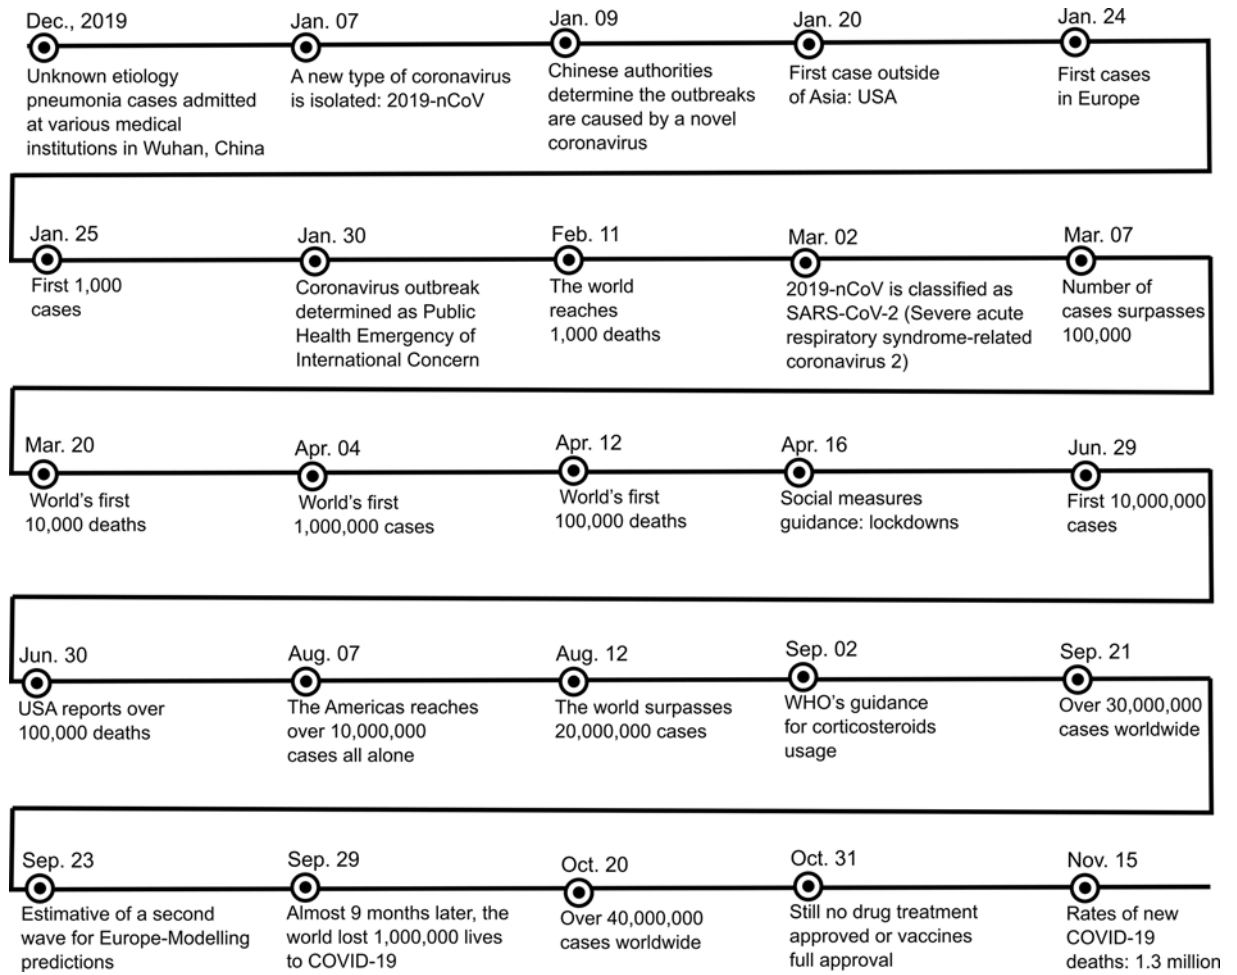 Dec., 2019
Unknown etiology
pneumonia cases admitted
at various medical
institutions in Wuhan, China
Jan. 07
A new type of coronavirus
is isolated: 2019-nCoV
Jan. 09
Chinese authorities
determine the outbreaks
are caused by a novel
coronavirus
Jan. 20
First case outside
of Asia: USA
Jan. 24
First cases
in Europe
Jan. 25
First 1,000
cases
Jan. 30
Coronavirus outbreak
determined as Public
Health Emergency of
International Concern
Feb. 11
The world
reaches
1,000 deaths
Mar. 02
2019-nCoV is classified as
SARS-CoV-2 (Severe acute
respiratory syndrome-related
coronavirus 2)
Mar. 07
Number of
cases surpasses
100,000
Mar. 20
World's first
10,000 deaths
Apr. 04
World's first
1,000,000 cases
Apr. 12
World's first
100,000 deaths
Apr. 16
Social measures
guidance: lockdowns
Jun. 29
First 10,000,000
cases
Jun. 30
USA reports over
100,000 deaths
Aug. 07
The Americas reaches
over 10,000,000
cases all alone
Aug. 12
The world surpasses
20,000,000 cases
Sep. 02
WHO's guidance
for corticosteroids
usage
Sep. 21
Over 30,000,000
cases worldwide
Sep. 23
Estimative of a second
wave for Europe-Modelling
predictions
Sep. 29
Almost 9 months later, the
world lost 1,000,000 lives
to COVID-19
Oct. 20
Over 40,000,000
cases worldwide
Oct. 31
Still no drug treatment
approved or vaccines
full approval
Nov. 15
Rates of new
COVID-19
deaths: 1.3 million